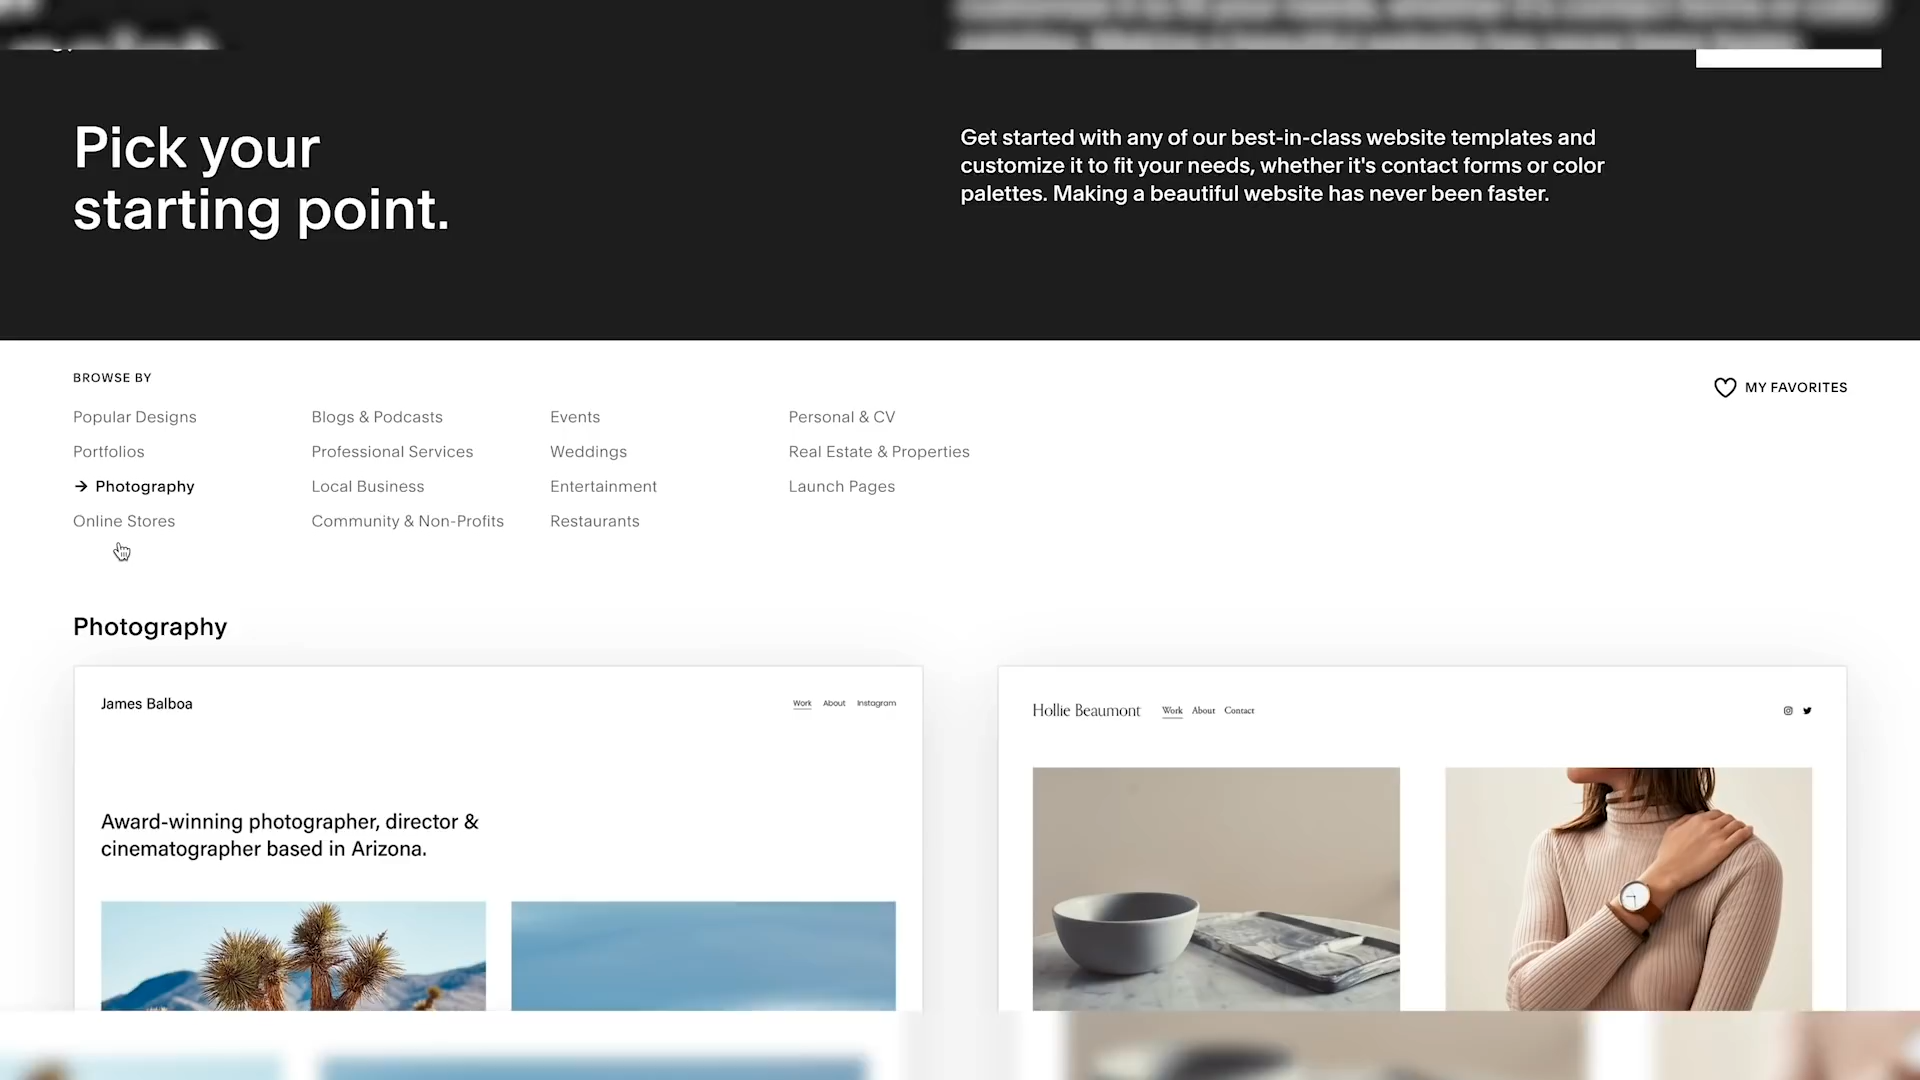 Pick your
starting point.
Get started with any of our best-in-class website templates and
customize it to fit your needs, whether it's contact forms or color
palettes. Making a beautiful website has never been faster.
BROWSE BY
MY FAVORITES
Popular Designs
Portfolios
→ Photography
Online Stores
Blogs & Podcasts
Professional Services
Local Business
Community & Non-Profits
Events
Weddings
Entertainment
Restaurants
Personal & CV
Real Estate & Properties
Launch Pages
Photography
James Balboa
Work About Instagram
Award-winning photographer, director &
cinematographer based in Arizona.
Hollie Beaumont Work About Contact